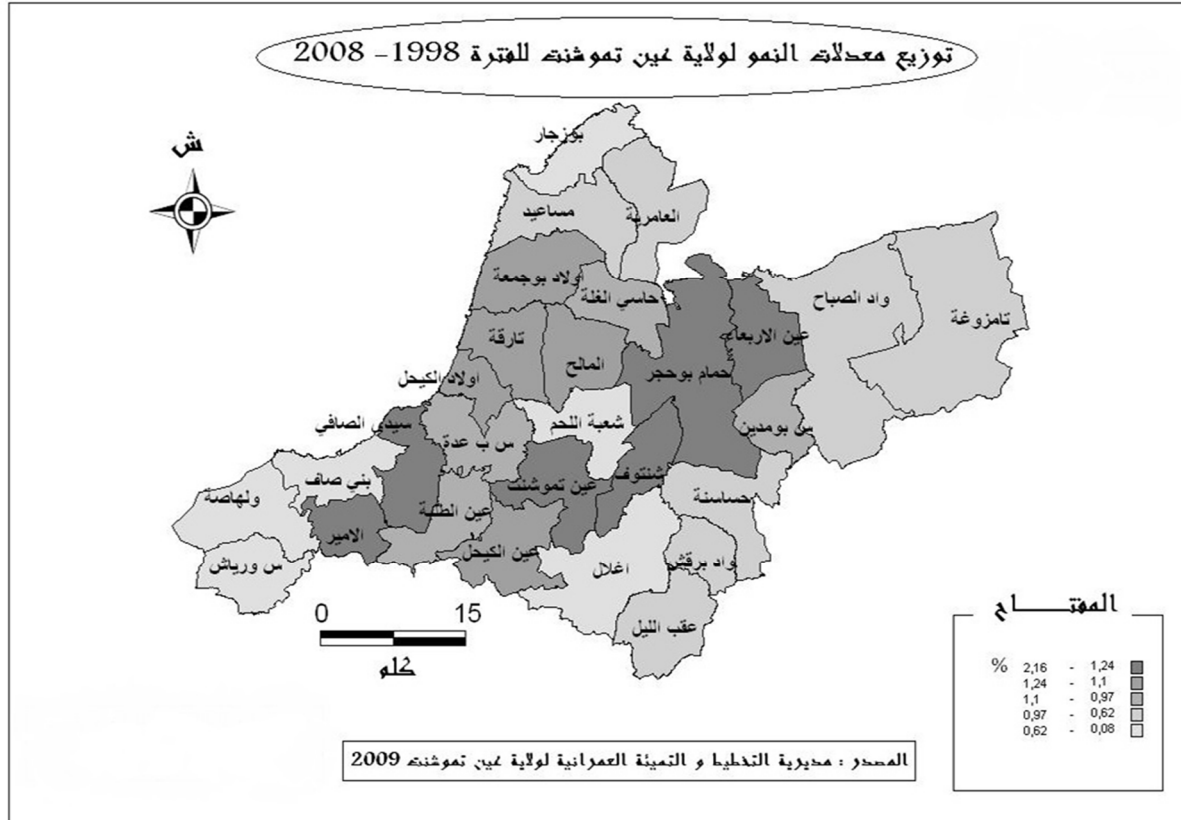 توزيع معدلات النمو لولاية عين تموشنت للفترة 1998- 2008
ش
بوزجار
مساعيد
العامرية
اولاد بوجمعة
حاسي الغلة
واد الصباح
تامزوغة
عين الاربعاء
تارقة
المالح
حمام بوحجر
اولاد الكيحل
شعبة اللحم
سيدي الصافي
س ب عدة
س بومدين
شنتوف
عين تموشنت
بني صاف
حساسنة
ولهاصة
عين الطلبة
الامير
عين الكيحل
اغلال
واد برقش
س ورياش
عقب الليل
0 15
كلو
المفتـــــاح
% 2,16 - 1,24
1,24 - 1,1
1,1 - 0,97
0,97 - 0,62
0,62 - 0,08
المصدر : مديرية التخطيط و التهيئة العمرانية لولاية عين تموشنت 2009